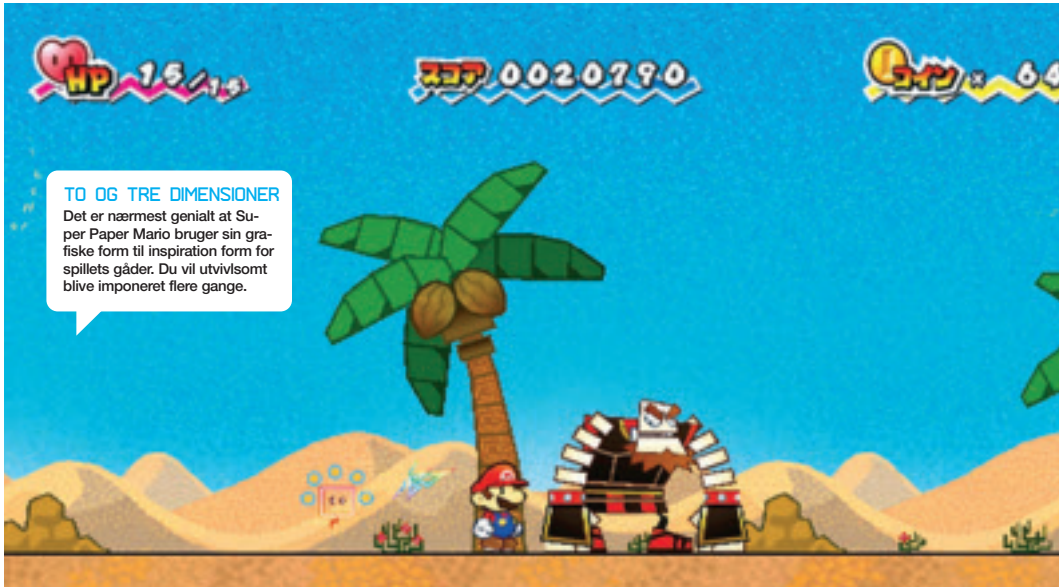 HP 15/15
スコア 0020790
コイン × 64
TO OG TRE DIMENSIONER
Det er nærmest genialt at Su-
per Paper Mario bruger sin gra-
fiske form til inspiration form for
spillets gåder. Du vil utvivlsomt
blive imponeret flere gange.